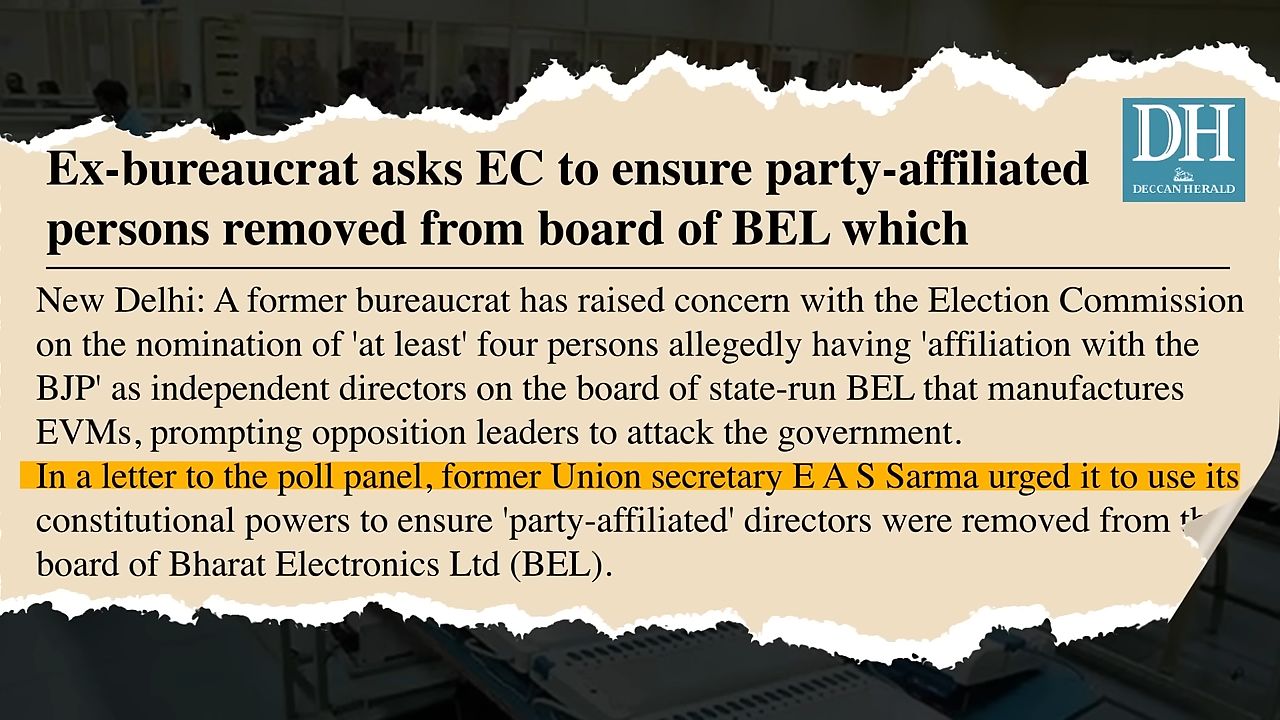 Ex-bureaucrat asks EC to ensure party-affiliated
persons removed from board of BEL which
DH
DECCAN HERALD
New Delhi: A former bureaucrat has raised concern with the Election Commission
on the nomination of 'at least' four persons allegedly having 'affiliation with the
BJP' as independent directors on the board of state-run BEL that manufactures
EVMs, prompting opposition leaders to attack the government.
In a letter to the poll panel, former Union secretary E A S Sarma urged it to use its
constitutional powers to ensure 'party-affiliated' directors were removed from
board of Bharat Electronics Ltd (BEL).